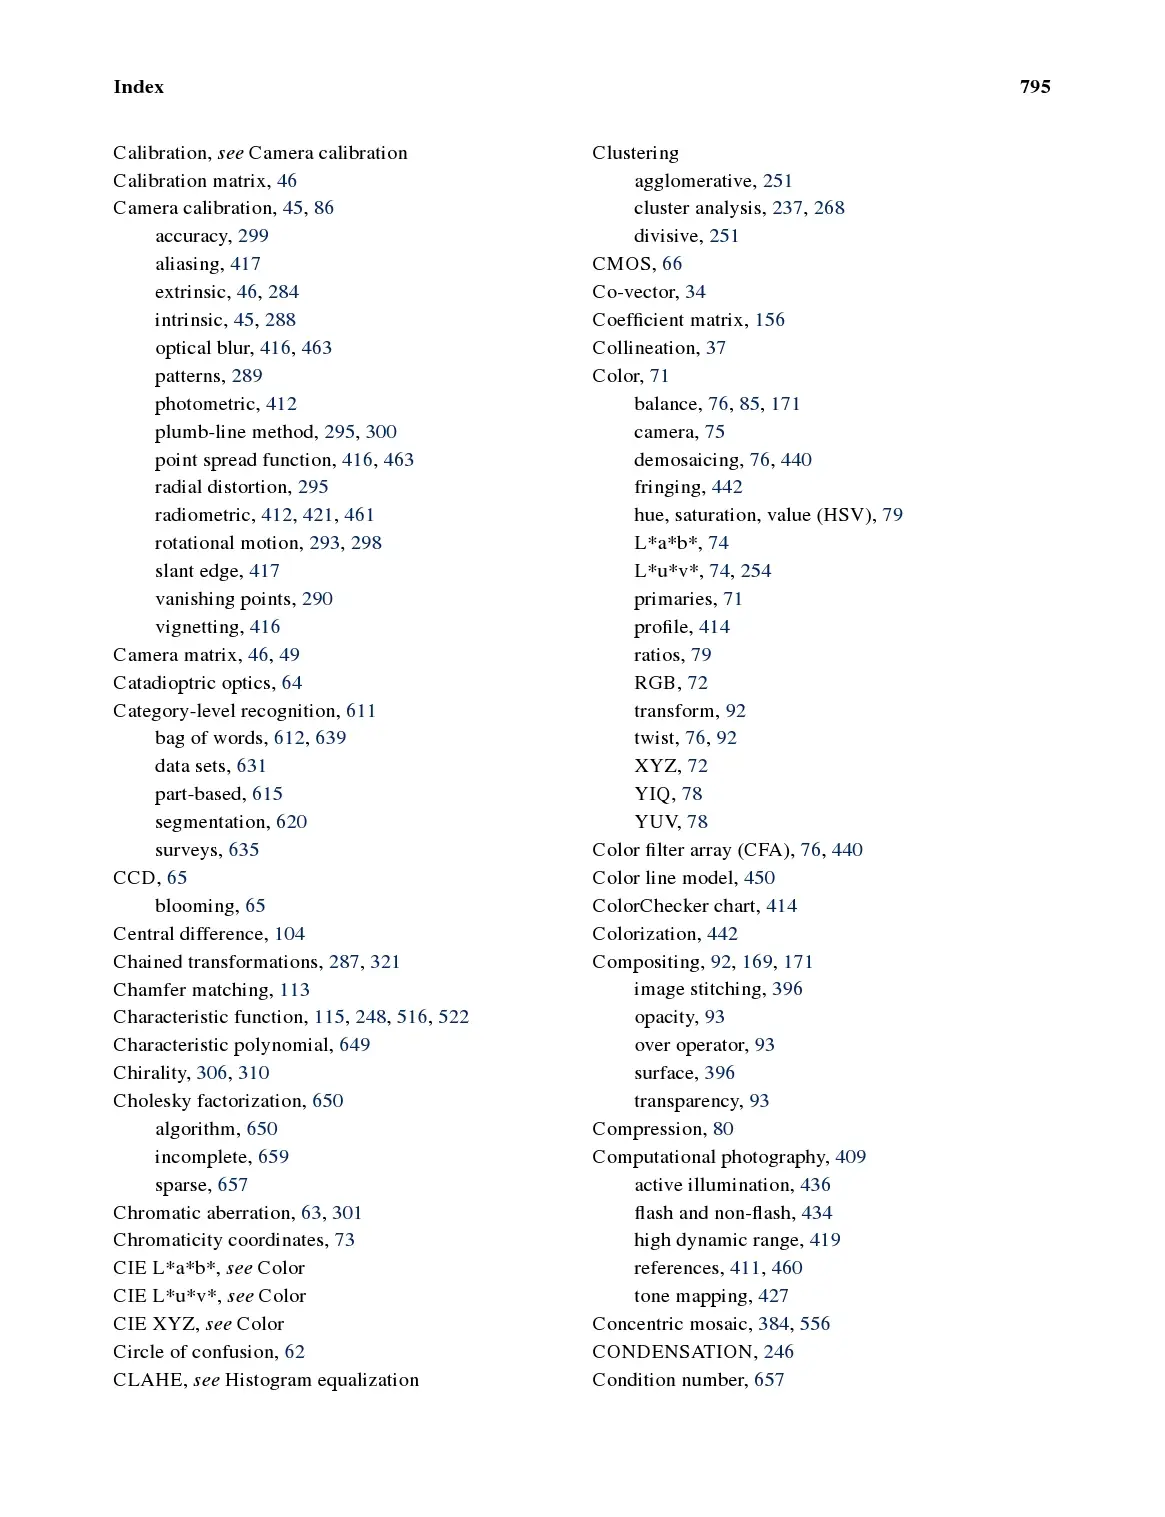 Index 795
Calibration, see Camera calibration
Calibration matrix, 46
Camera calibration, 45, 86
accuracy, 299
aliasing, 417
extrinsic, 46, 284
intrinsic, 45, 288
optical blur, 416, 463
patterns, 289
photometric, 412
plumb-line method, 295, 300
point spread function, 416, 463
radial distortion, 295
radiometric, 412, 421, 461
rotational motion, 293, 298
slant edge, 417
vanishing points, 290
vignetting, 416
Camera matrix, 46, 49
Catadioptric optics, 64
Category-level recognition, 611
bag of words, 612, 639
data sets, 631
part-based, 615
segmentation, 620
surveys, 635
CCD, 65
blooming, 65
Central difference, 104
Chained transformations, 287, 321
Chamfer matching, 113
Characteristic function, 115, 248, 516, 522
Characteristic polynomial, 649
Chirality, 306, 310
Cholesky factorization, 650
algorithm, 650
incomplete, 659
sparse, 657
Chromatic aberration, 63, 301
Chromaticity coordinates, 73
CIE L*a*b*, see Color
CIE L*u*v*, see Color
CIE XYZ, see Color
Circle of confusion, 62
CLAHE, see Histogram equalization
Clustering
agglomerative, 251
cluster analysis, 237, 268
divisive, 251
CMOS, 66
Co-vector, 34
Coefficient matrix, 156
Collineation, 37
Color, 71
balance, 76, 85, 171
camera, 75
demosaicing, 76, 440
fringing, 442
hue, saturation, value (HSV), 79
L*a*b*, 74
L*u*v*, 74, 254
primaries, 71
profile, 414
ratios, 79
RGB, 72
transform, 92
twist, 76, 92
XYZ, 72
YIQ, 78
YUV, 78
Color filter array (CFA), 76, 440
Color line model, 450
ColorChecker chart, 414
Colorization, 442
Compositing, 92, 169, 171
image stitching, 396
opacity, 93
over operator, 93
surface, 396
transparency, 93
Compression, 80
Computational photography, 409
active illumination, 436
flash and non-flash, 434
high dynamic range, 419
references, 411, 460
tone mapping, 427
Concentric mosaic, 384, 556
CONDENSATION, 246
Condition number, 657